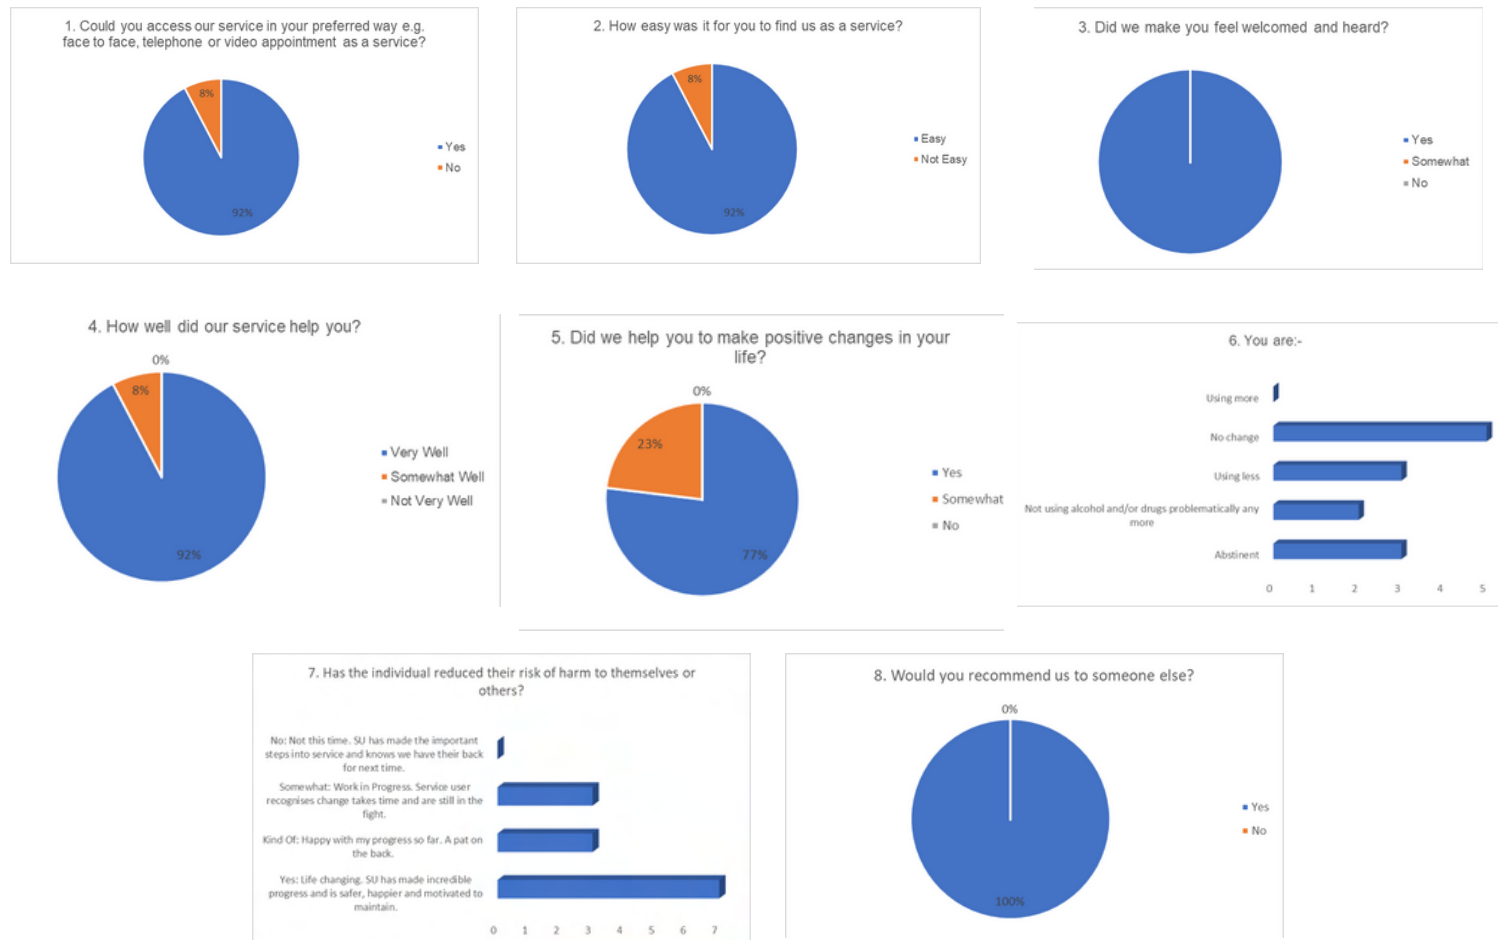 1. Could you access our service in your preferred way e.g.
face to face, telephone or video appointment as a service?
8%
92%
Yes
No
2. How easy was it for you to find us as a service?
8%
92%
Easy
Not Easy
3. Did we make you feel welcomed and heard?
Yes
Somewhat
No
4. How well did our service help you?
0%
8%
92%
Very Well
Somewhat Well
Not Very Well
5. Did we help you to make positive changes in your
life?
0%
23%
77%
Yes
Somewhat
No
6. You are:-
Using more
No change
Using less
Not using alcohol and/or drugs problematically any
more
Abstinent
0 1 2 3 4 5
7. Has the individual reduced their risk of harm to themselves or
others?
No: Not this time. SU has made the important
steps into service and knows we have their back
for next time.
Somewhat: Work in Progress. Service user
recognises change takes time and are still in the
fight.
Kind Of: Happy with my progress so far. A pat on
the back.
Yes: Life changing. SU has made incredible
progress and is safer, happier and motivated to
maintain.
0 1 2 3 4 5 6 7
8. Would you recommend us to someone else?
0%
100%
Yes
No